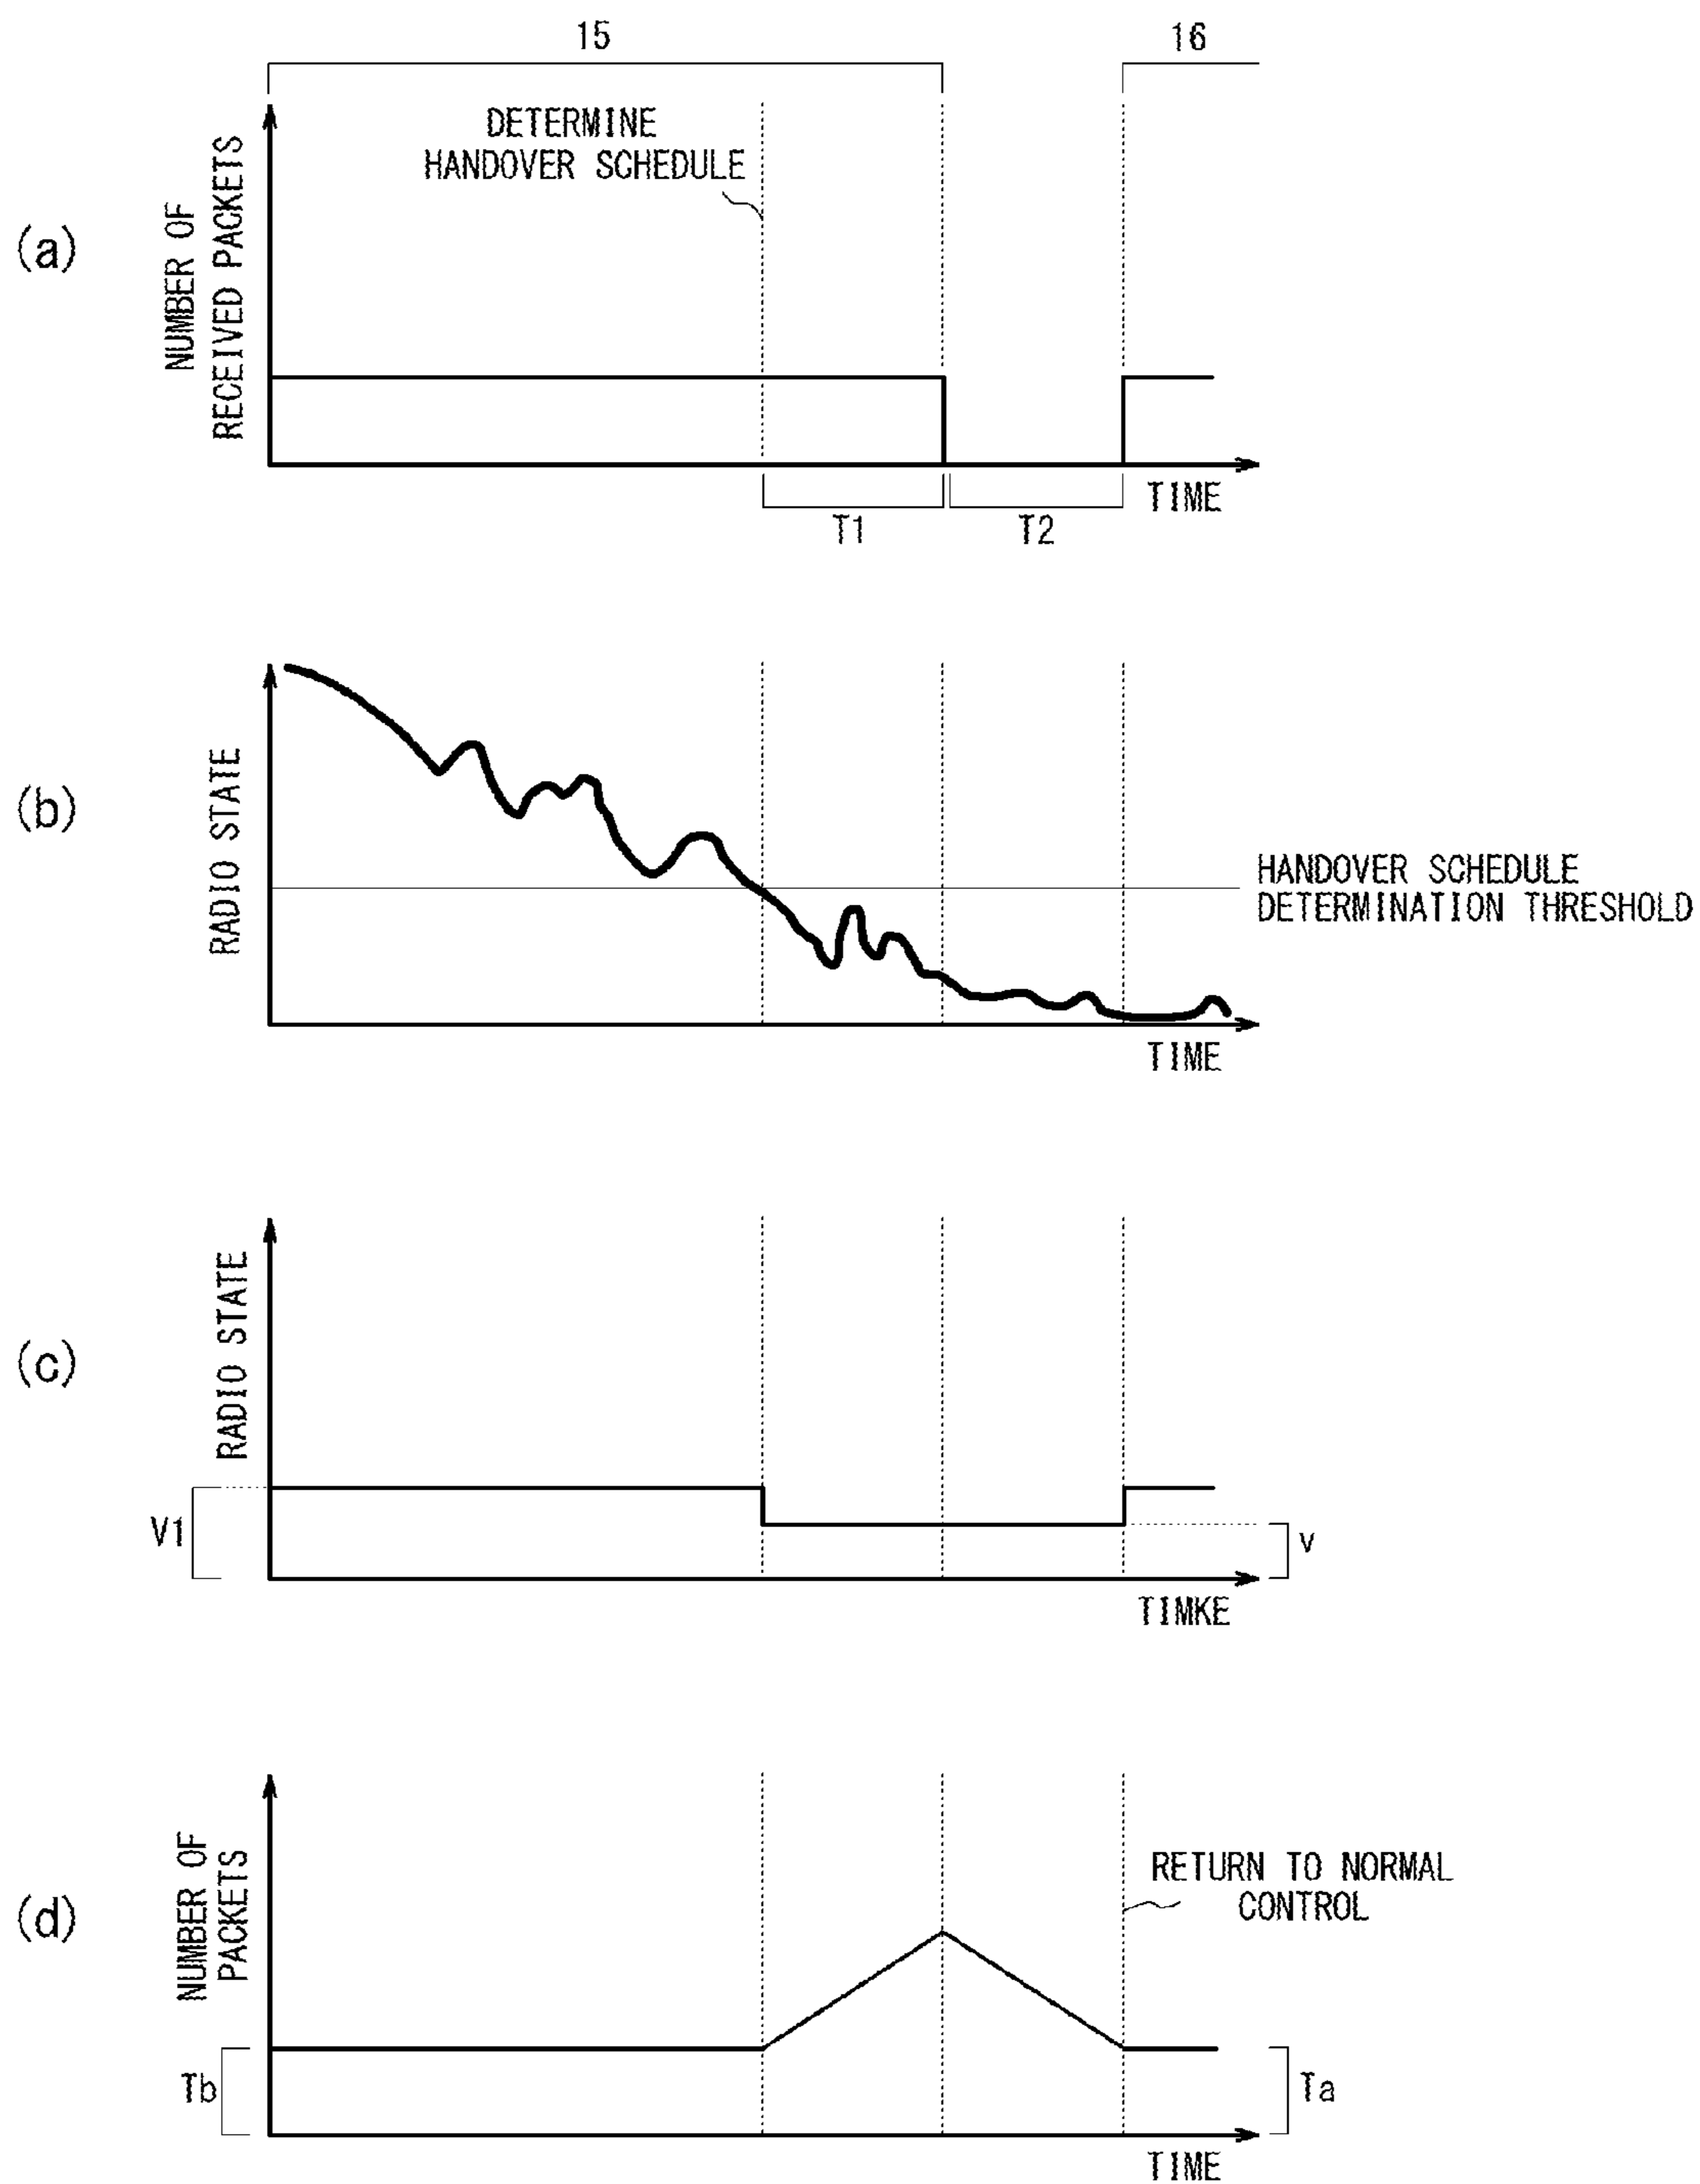 15
16
DETERMINE
HANDOVER SCHEDULE
(a)
NUMBER OF
RECEIVED PACKETS
TIME
T1
T2
(b)
RADIO STATE
HANDOVER SCHEDULE
DETERMINATION THRESHOLD
TIME
(c)
RADIO STATE
V1
v
TIMKE
(d)
NUMBER OF
PACKETS
RETURN TO NORMAL
CONTROL
Tb
Ta
TIME